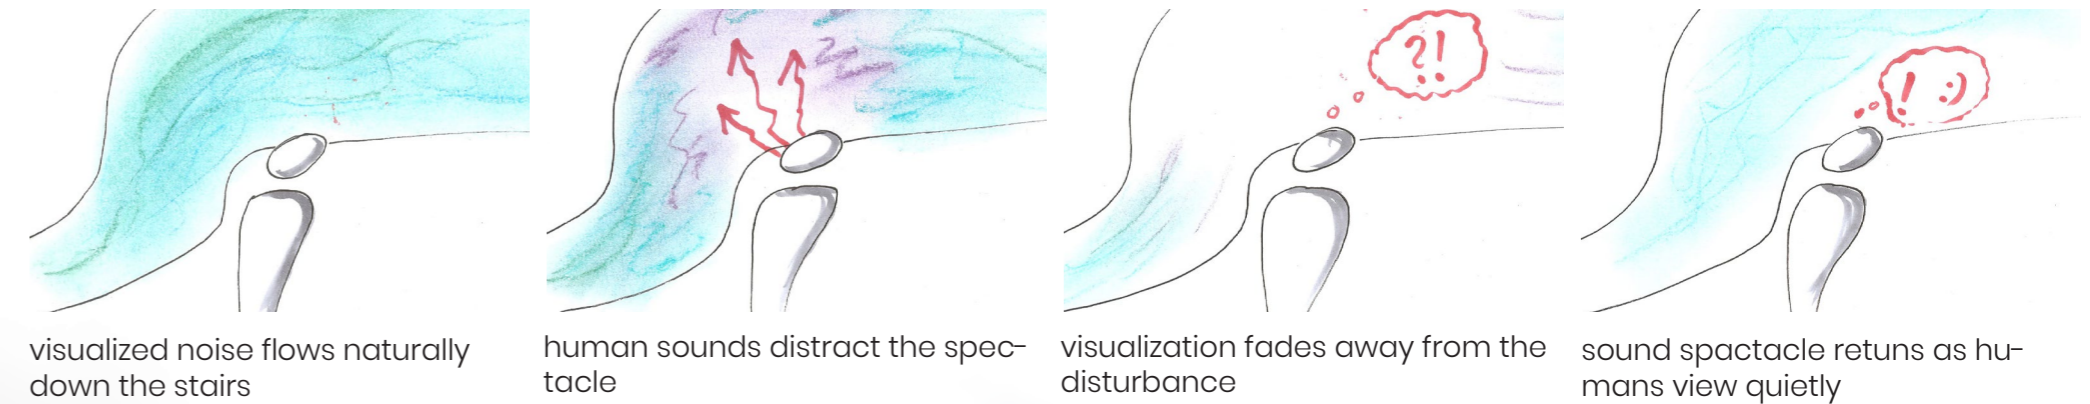 ?!
! :)
visualized noise flows naturally
down the stairs
human sounds distract the spec-
tacle
visualization fades away from the
disturbance
sound spactacle retuns as hu-
mans view quietly